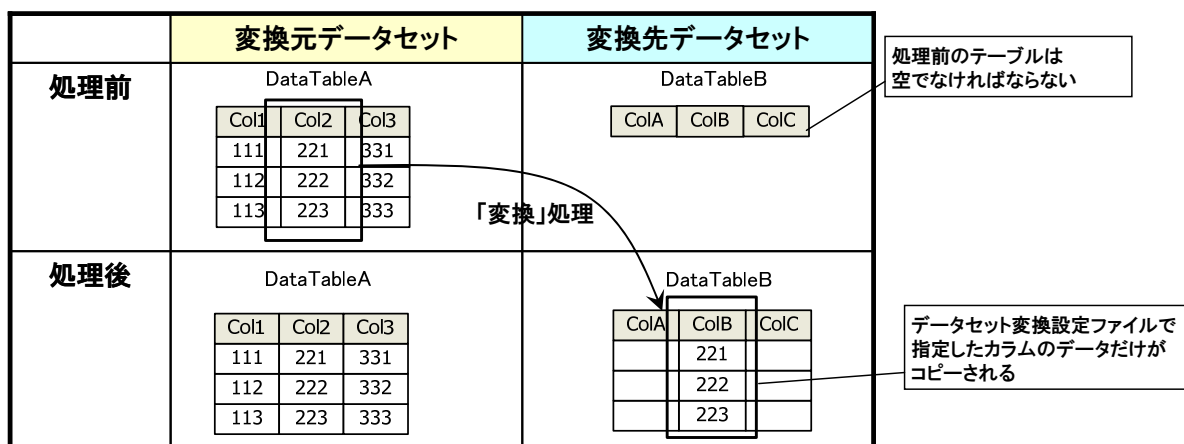 変換元データセット 変換先データセット
処理前
DataTableA
Col1 Col2 Col3
111 221 331
112 222 332
113 223 333
DataTableB
ColA ColB ColC
処理前のテーブルは
空でなければならない
「変換」処理
処理後
DataTableA
Col1 Col2 Col3
111 221 331
112 222 332
113 223 333
DataTableB
ColA ColB ColC
221
222
223
データセット変換設定ファイルで
指定したカラムのデータだけが
コピーされる